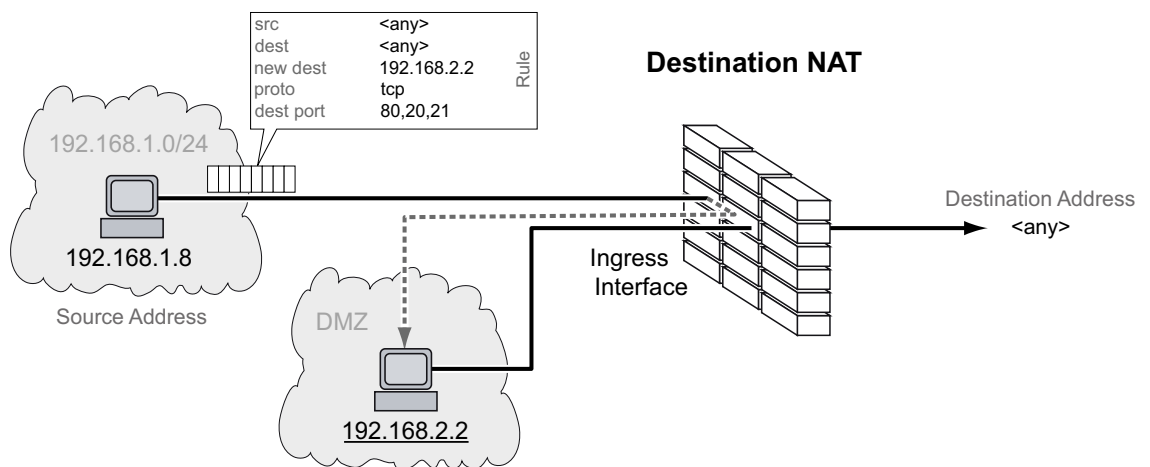 src <any>
dest <any>
new dest 192.168.2.2
proto tcp
dest port 80,20,21
Rule
Destination NAT
192.168.1.0/24
192.168.1.8
Source Address
Destination Address
<any>
Ingress
Interface
DMZ
192.168.2.2